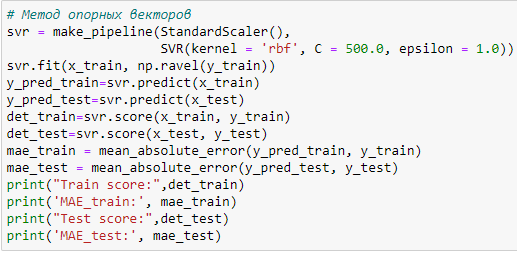 # Метод опорных векторов
svr = make_pipeline(StandardScaler(),
SVR(kernel = 'rbf', C = 500.0, epsilon = 1.0))
svr.fit(x_train, np.ravel(y_train))
y_pred_train=svr.predict(x_train)
y_pred_test=svr.predict(x_test)
det_train=svr.score(x_train, y_train)
det_test=svr.score(x_test, y_test)
mae_train = mean_absolute_error(y_pred_train, y_train)
mae_test = mean_absolute_error(y_pred_test, y_test)
print("Train score:",det_train)
print('MAE_train:', mae_train)
print("Test score:",det_test)
print('MAE_test:', mae_test)